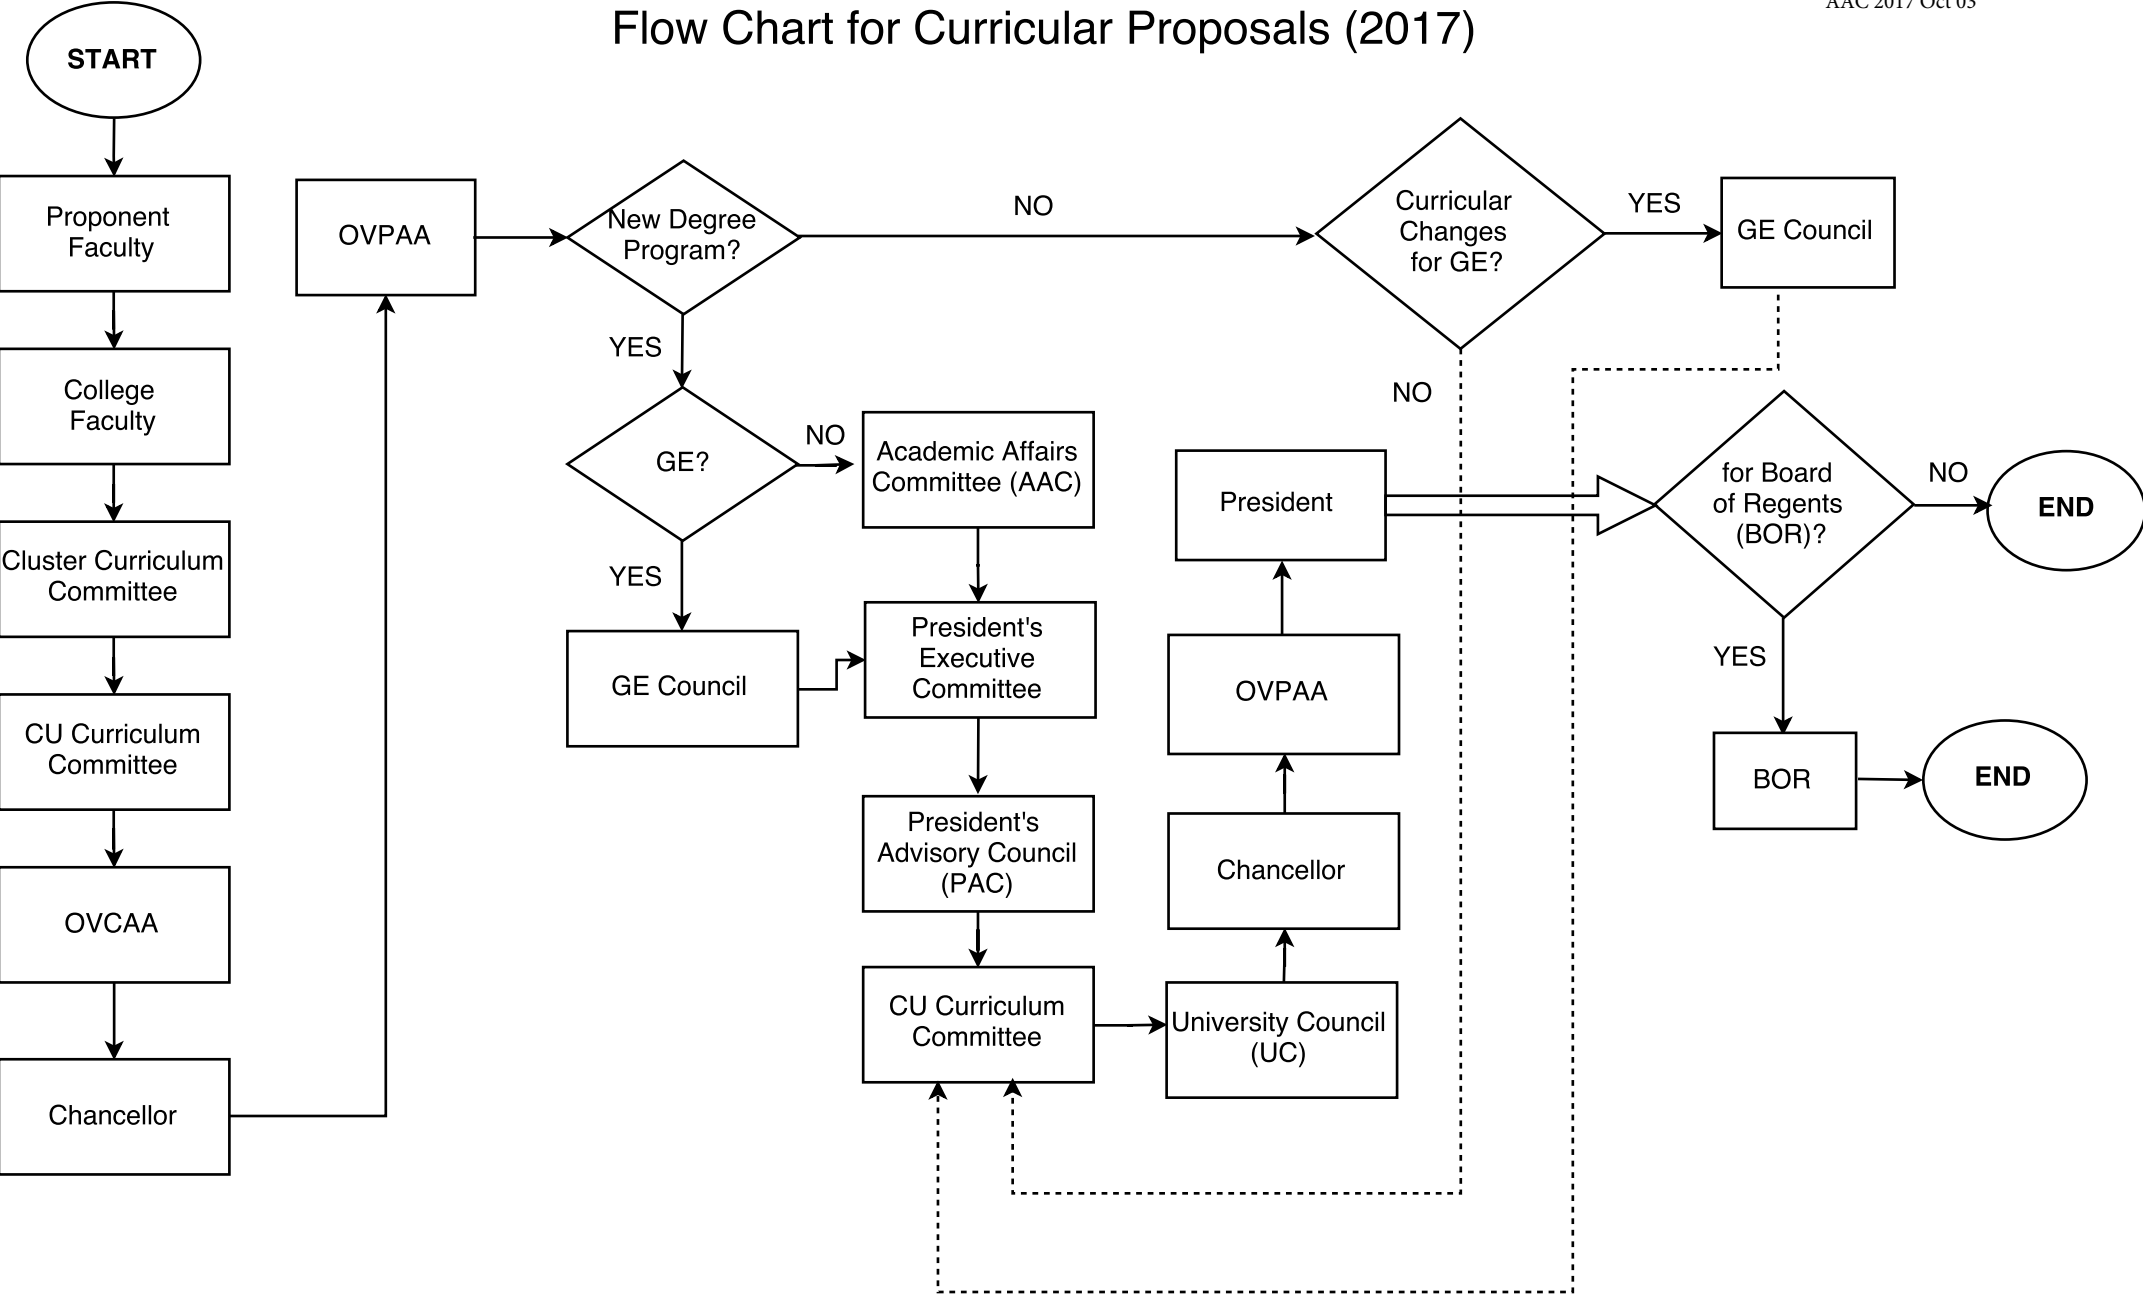 AAC 2017 Oct 03
Flow Chart for Curricular Proposals (2017)
START
Proponent
Faculty
College
Faculty
Cluster Curriculum
Committee
CU Curriculum
Committee
OVCAA
Chancellor
OVPAA
New Degree
Program?
NO
YES
GE?
NO
YES
GE Council
Academic Affairs
Committee (AAC)
President's
Executive
Committee
President's
Advisory Council
(PAC)
CU Curriculum
Committee
University Council
(UC)
Chancellor
OVPAA
President
Curricular
Changes
for GE?
YES
GE Council
NO
for Board
of Regents
(BOR)?
NO
END
YES
BOR
END